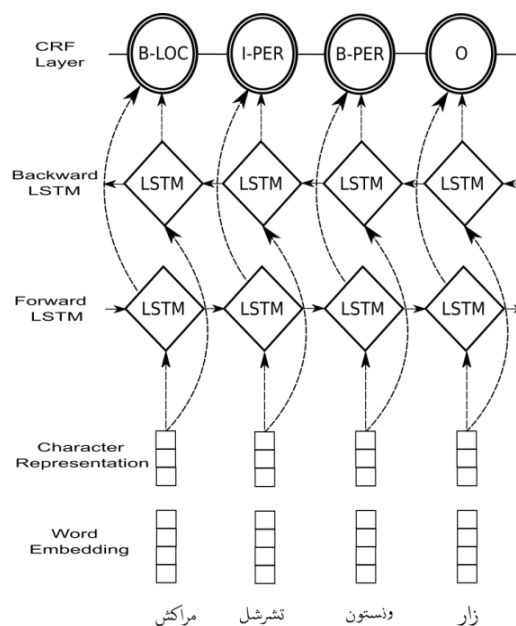 CRF
Layer
B-LOC I-PER B-PER O
Backward
LSTM
LSTM LSTM LSTM LSTM
Forward
LSTM
LSTM LSTM LSTM LSTM
Character
Representation
Word
Embedding
زار ونستون تشرشل مراكش